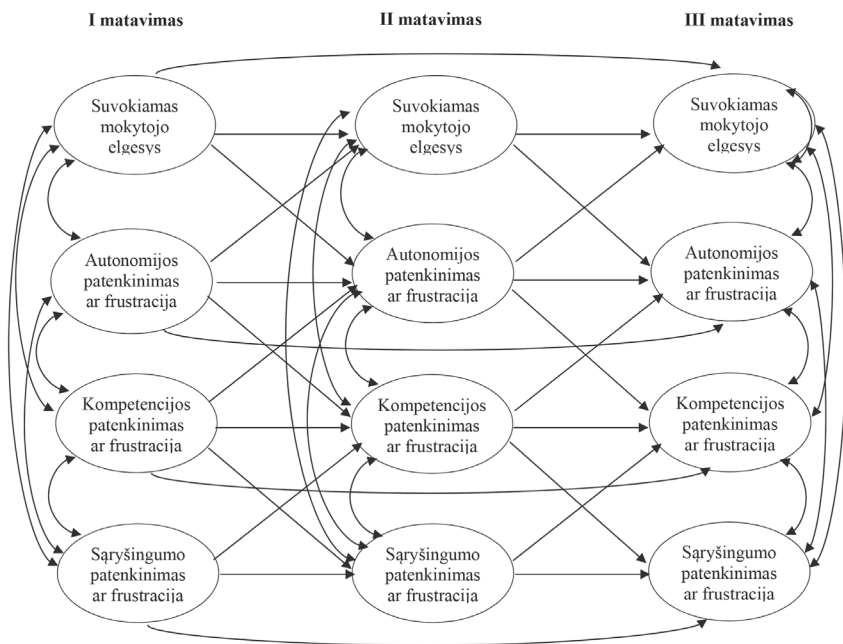 I matavimas
II matavimas
III matavimas
Suvokiamas
mokytojo
elgesys
Suvokiamas
mokytojo
elgesys
Suvokiamas
mokytojo
elgesys
Autonomijos
patenkinimas
ar frustracija
Autonomijos
patenkinimas
ar frustracija
Autonomijos
patenkinimas
ar frustracija
Kompetencijos
patenkinimas
ar frustracija
Kompetencijos
patenkinimas
ar frustracija
Kompetencijos
patenkinimas
ar frustracija
Sąryšingumo
patenkinimas
ar frustracija
Sąryšingumo
patenkinimas
ar frustracija
Sąryšingumo
patenkinimas
ar frustracija